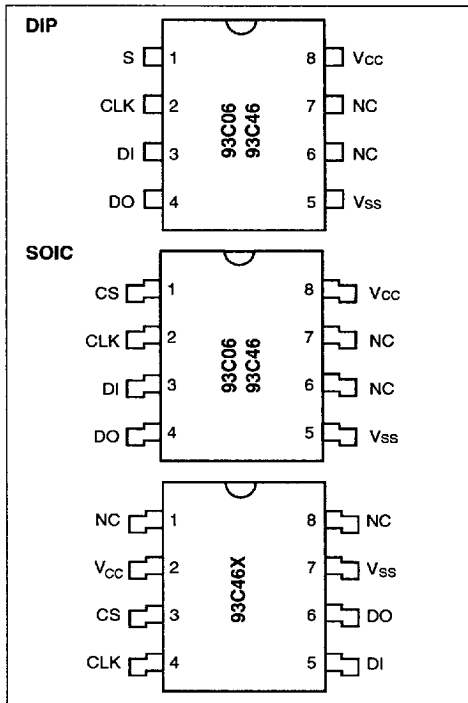 DIP
S 1 8 VCC
CLK 2 7 NC
DI 3 6 NC
DO 4 5 VSS
93C06
93C46
SOIC
CS 1 8 VCC
CLK 2 7 NC
DI 3 6 NC
DO 4 5 VSS
93C06
93C46
NC 1 8 NC
VCC 2 7 VSS
CS 3 6 DO
CLK 4 5 DI
93C46X